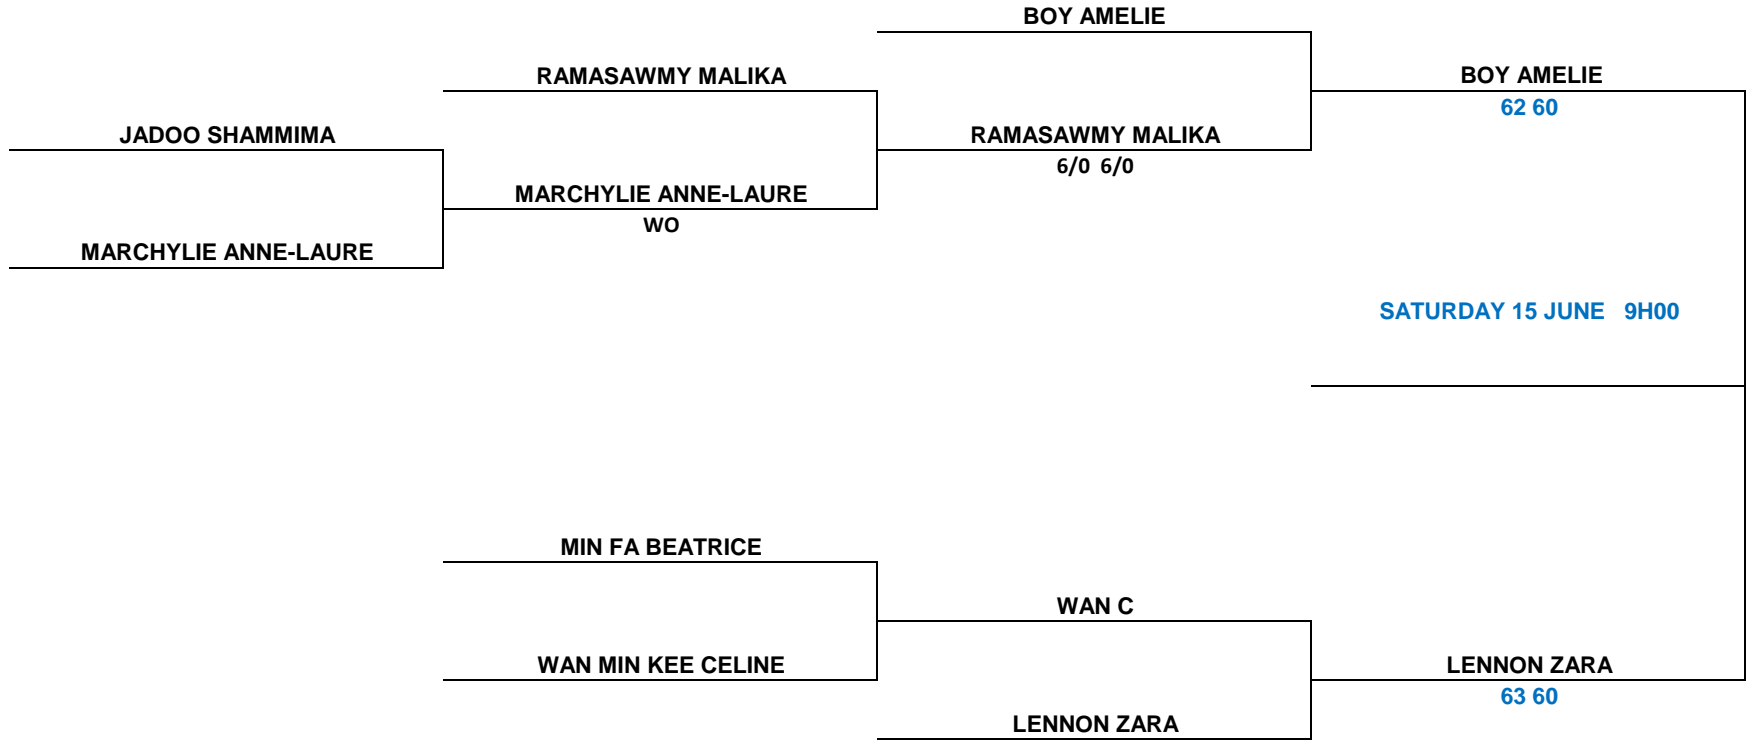 BOY AMELIE
RAMASAWMY MALIKA
BOY AMELIE
62 60
JADOO SHAMMIMA
RAMASAWMY MALIKA
6/0 6/0
MARCHYLIE ANNE-LAURE
WO
MARCHYLIE ANNE-LAURE
SATURDAY 15 JUNE 9H00
MIN FA BEATRICE
WAN C
WAN MIN KEE CELINE
LENNON ZARA
63 60
LENNON ZARA